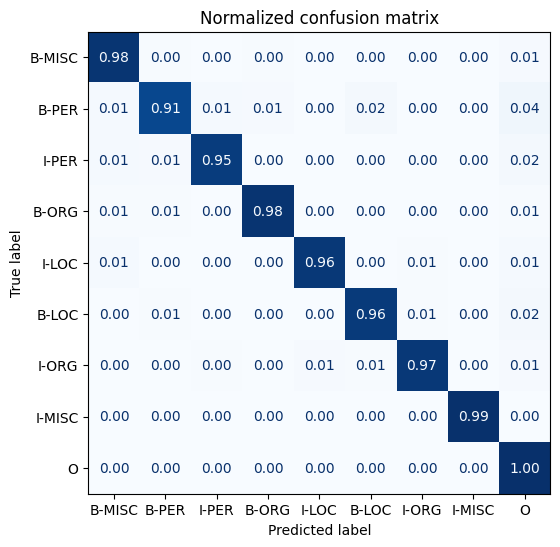 Normalized confusion matrix
B-MISC 0.98 0.00 0.00 0.00 0.00 0.00 0.00 0.00 0.01
B-PER 0.01 0.91 0.01 0.01 0.00 0.02 0.00 0.00 0.04
I-PER 0.01 0.01 0.95 0.00 0.00 0.00 0.00 0.00 0.02
B-ORG 0.01 0.01 0.00 0.98 0.00 0.00 0.00 0.00 0.01
I-LOC 0.01 0.00 0.00 0.00 0.96 0.00 0.01 0.00 0.01
B-LOC 0.00 0.01 0.00 0.00 0.00 0.96 0.01 0.00 0.02
I-ORG 0.00 0.00 0.00 0.00 0.01 0.01 0.97 0.00 0.01
I-MISC 0.00 0.00 0.00 0.00 0.00 0.00 0.00 0.99 0.00
O 0.00 0.00 0.00 0.00 0.00 0.00 0.00 0.00 1.00
B-MISC B-PER I-PER B-ORG I-LOC B-LOC I-ORG I-MISC O
Predicted label
True label